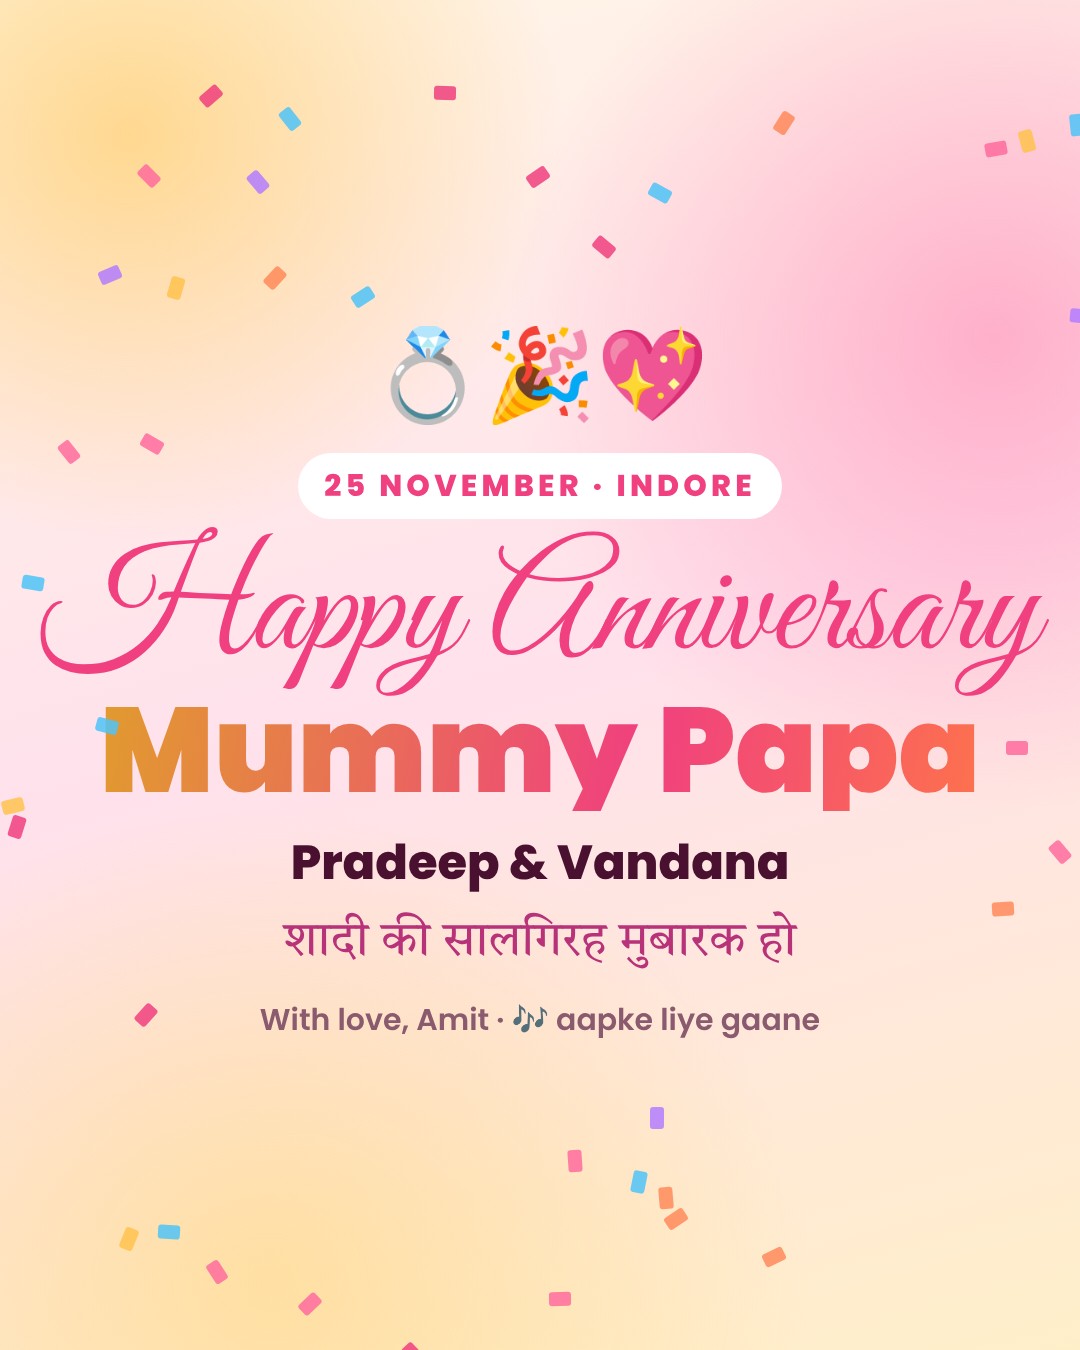 25 NOVEMBER · INDORE
Happy Anniversary
Mummy Papa
Pradeep & Vandana
शादी की सालगिरह मुबारक हो
With love, Amit · 🎶 aapke liye gaane